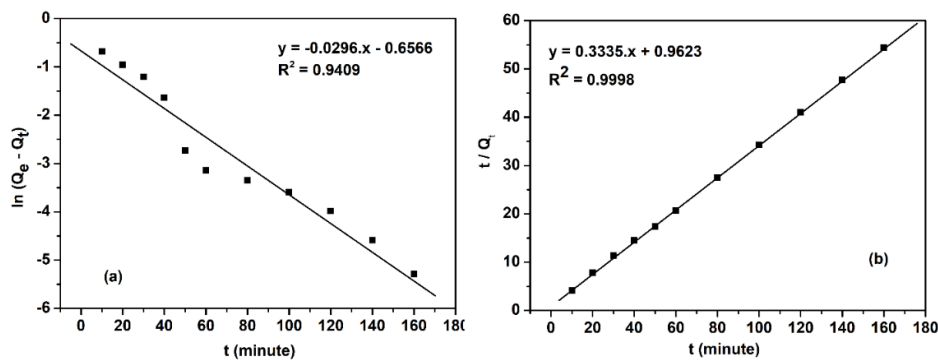 0
-1
-2
-3
-4
-5
-6
ln (Qe - Qt)
y = -0.0296.x - 0.6566
R² = 0.9409
(a)
0 20 40 60 80 100 120 140 160 180
t (minute)
60
50
40
30
20
10
0
t / Qt
y = 0.3335.x + 0.9623
R² = 0.9998
(b)
0 20 40 60 80 100 120 140 160 180
t (minute)